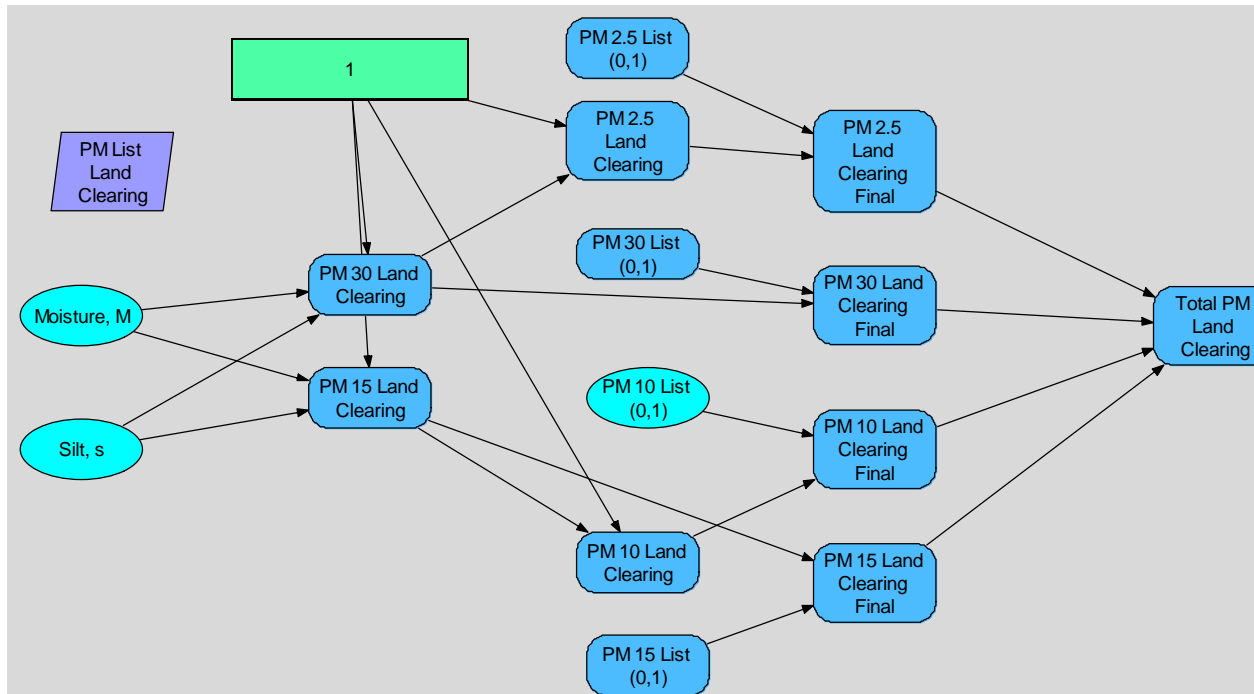 1
PM 2.5 List
(0,1)
PM 2.5
Land
Clearing
PM 2.5
Land
Clearing
Final
PM List
Land
Clearing
PM 30 List
(0,1)
PM 30 Land
Clearing
PM 30 Land
Clearing
Final
Moisture, M
Total PM
Land
Clearing
PM 15 Land
Clearing
PM 10 List
(0,1)
Silt, s
PM 10 Land
Clearing
Final
PM 10 Land
Clearing
PM 15 Land
Clearing
Final
PM 15 List
(0,1)